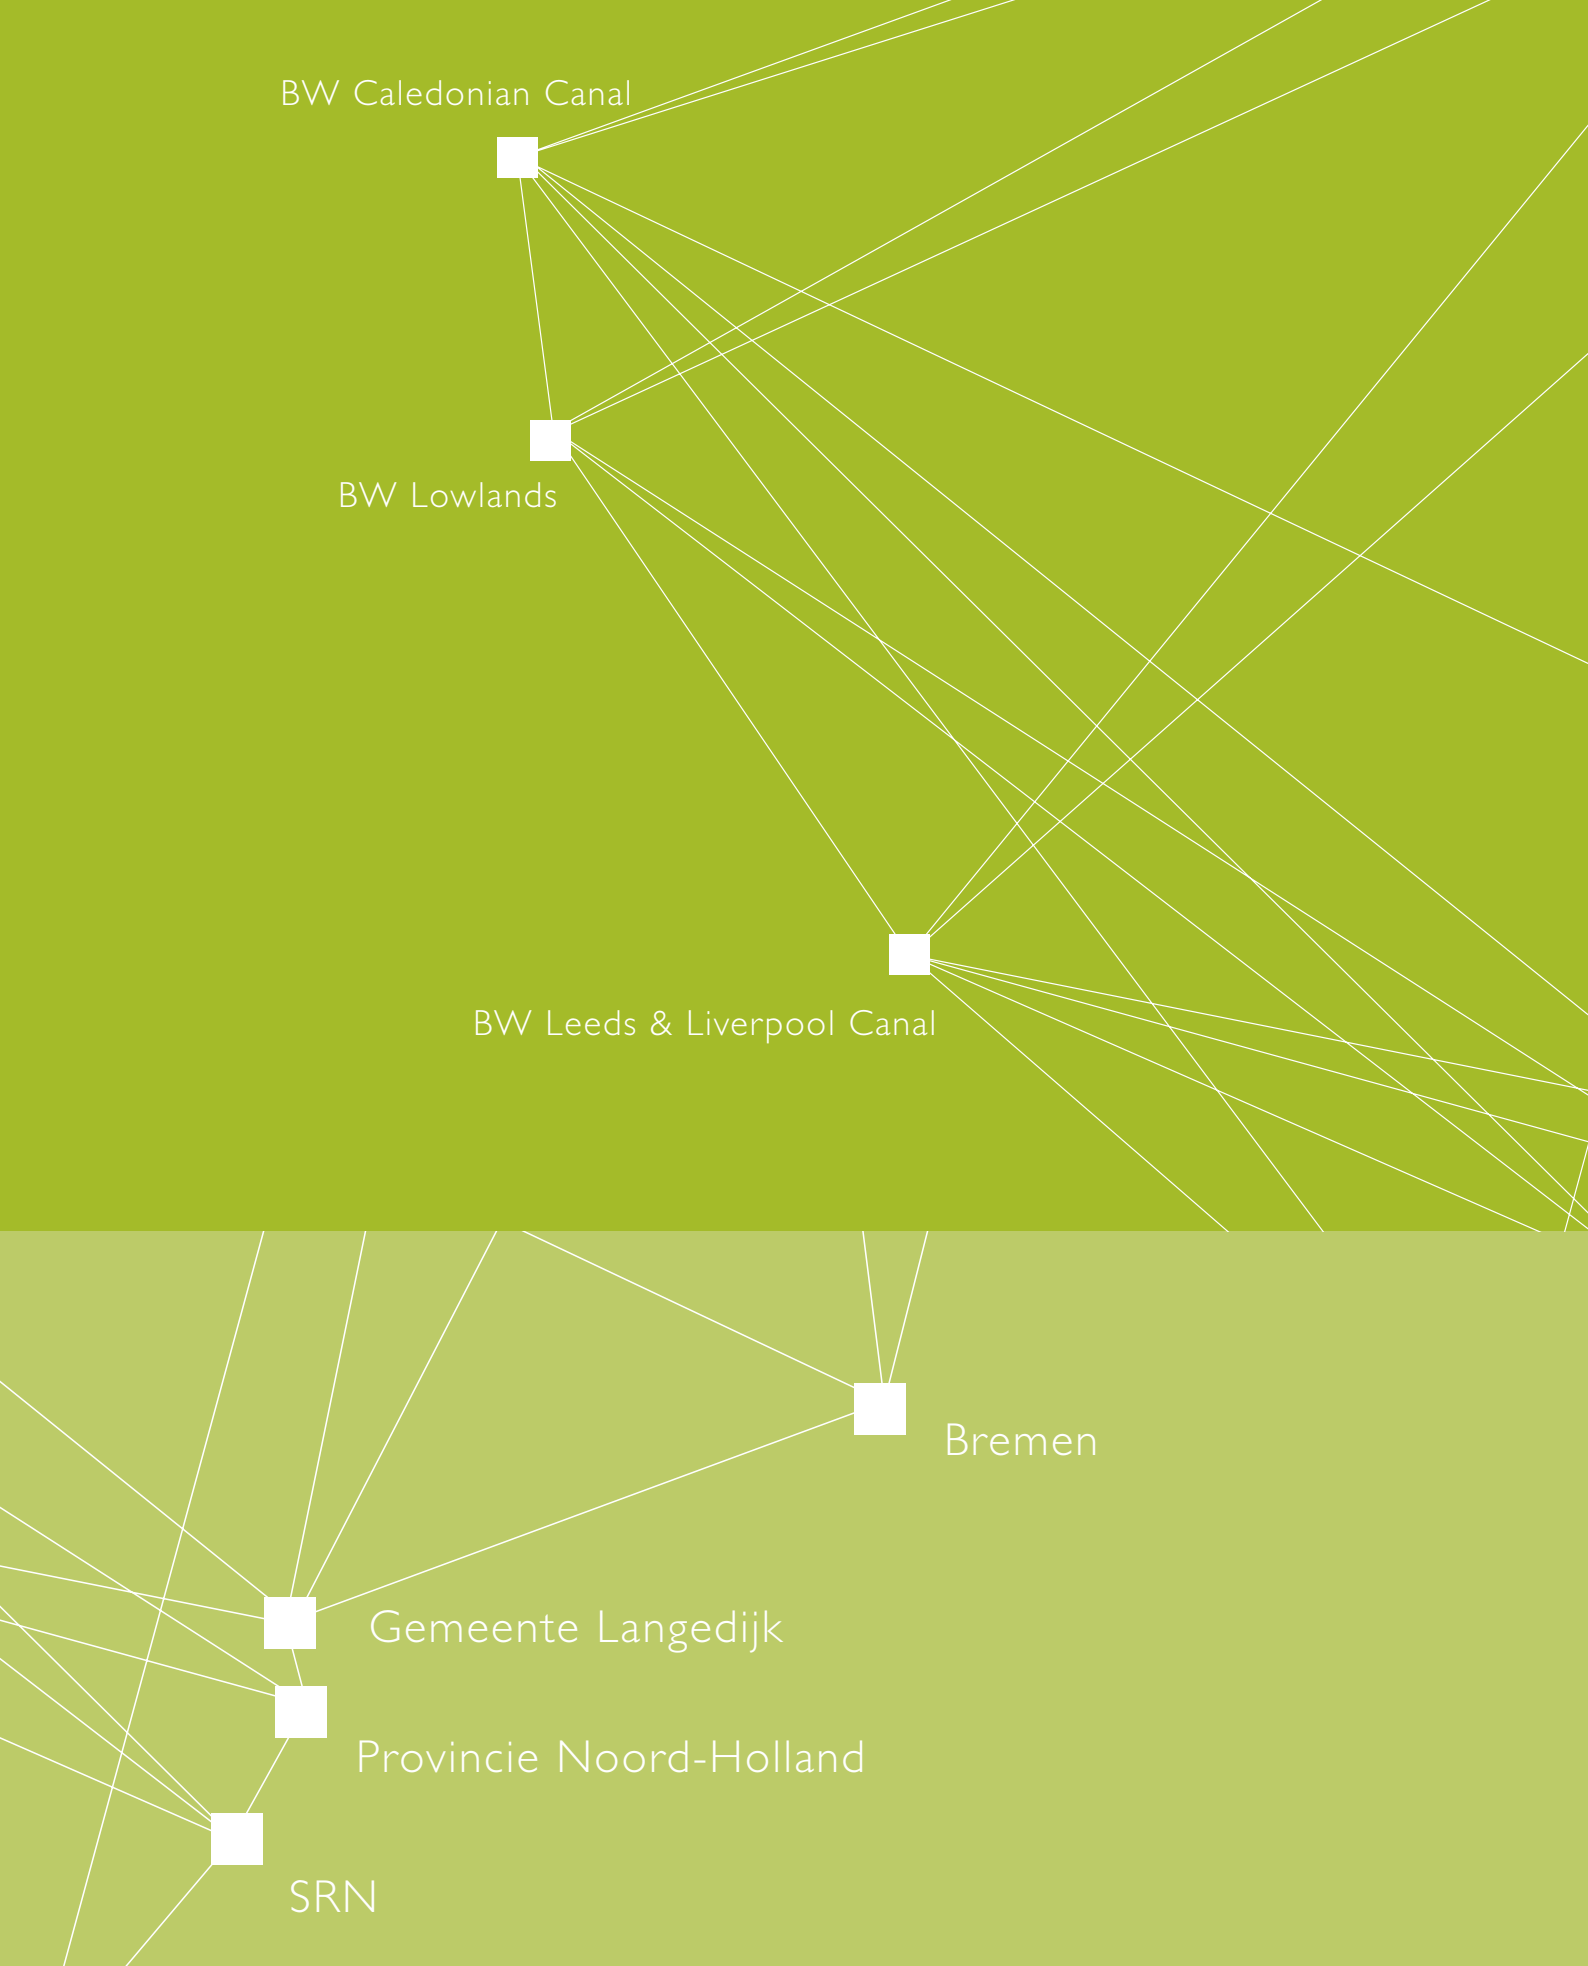 BW Caledonian Canal
BW Lowlands
BW Leeds & Liverpool Canal
Bremen
Gemeente Langedijk
Provincie Noord-Holland
SRN